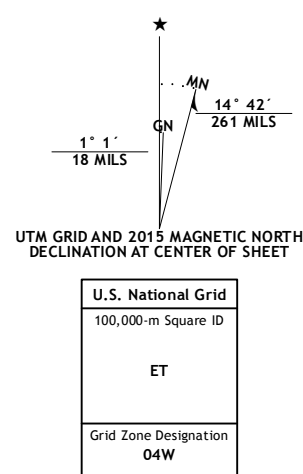 MN
GN
14° 42´
261 MILS
1° 1´
18 MILS
UTM GRID AND 2015 MAGNETIC NORTH
DECLINATION AT CENTER OF SHEET
U.S. National Grid
100,000-m Square ID
ET
Grid Zone Designation
04W